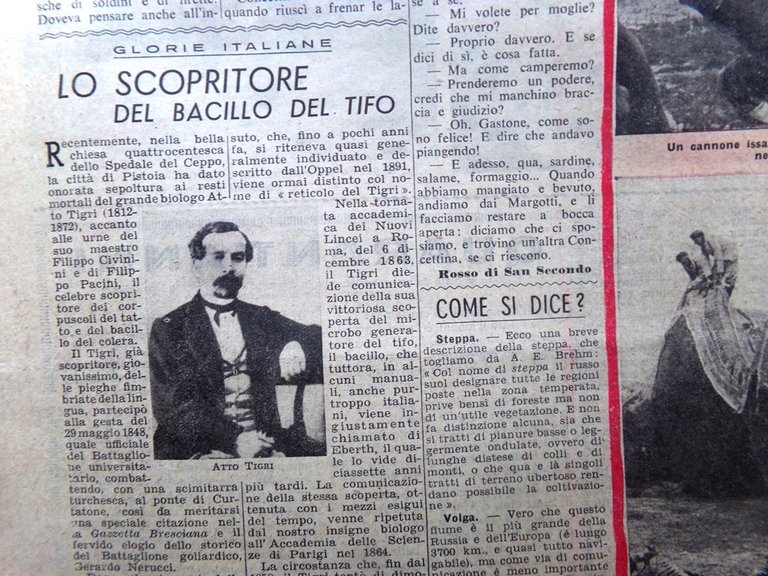 che di soldini e di
Doveva pensare anche all'in-
quando riuscì a frenare le la-
GLORIE ITALIANE
LO SCOPRITORE
DEL BACILLO DEL TIFO
Recentemente, nella bella
chiesa quattrocentesca
dello Spedale del Ceppo,
la città di Pistoia ha dato
onorata sepoltura ai resti
mortali del grande biologo At-
to Tigri (1812-
1872), accanto
alle urne del
suo maestro
Filippo Civini-
ni e di Filip-
po Pacini, il
celebre scopri-
tore dei cor-
puscoli del tat-
to e del bacillo
del colera.
Il Tigri, già
scopritore, gio-
vanissimo, del-
le pieghe fim-
briate della lin-
gua, partecipò
alla gesta del
29 maggio 1848,
quale ufficiale
del Battaglio-
ne universita-
tario, combat-
tendo, con una scimitarra
turchesca, al ponte di Cur-
tatone, così da meritarsi
una speciale citazione nel-
la Gazzetta Bresciana e il
fervido elogio dello storico
del Battaglione goliardico,
Gerardo Nerucci.
ATTO TIGRI
suto, che, fino a pochi anni
fa, si riteneva quasi gene-
ralmente individuato e de-
scritto dall'Oppel nel 1891,
viene ormai distinto col no-
me di « reticolo del Tigri ».
Nella torna-
ta accademi-
ca dei Nuovi
Lincei a Ro-
ma, del 6 di-
cembre 1863,
il Tigri die-
de comunica-
zione della sua
vittoriosa sco-
perta del mi-
crobo genera-
tore del tifo,
il bacillo, che
tuttora, in al-
cuni manua-
li, anche pur-
troppo italia-
ni, viene in-
giustamente
chiamato di
Eberth, il qua-
le lo vide di-
ciassette anni
più tardi. La comunicazio-
ne della stessa scoperta, ot-
tenuta con i mezzi esigui
del tempo, venne ripetuta
dal nostro insigne biologo
all'Accademia delle Scien-
ze di Parigi nel 1864.
La circostanza che, fin dal
se a se.
— Mi volete per moglie?
Dite davvero?
— Proprio davvero. E se
dici di sì, è cosa fatta.
— Ma come camperemo?
— Prenderemo un podere,
credi che mi manchino brac-
cia e giudizio?
— Oh, Gastone, come so-
no felice! E dire che andavo
piangendo!
— E adesso, qua, sardine,
salame, formaggio... Quando
abbiamo mangiato e bevuto,
andiamo dai Margotti, e li
facciamo restare a bocca
aperta: diciamo che ci spo-
siamo, e trovino un'altra Con-
cettina, se ci riescono.
Rosso di San Secondo
COME SI DICE?
Steppa. — Ecco una breve
descrizione della steppa, che
togliamo da A. E. Brehm:
« Col nome di steppa il russo
suol designare tutte le regioni
poste nella zona temperata,
prive bensì di foreste ma non
di un'utile vegetazione. E non
fa distinzione alcuna, sia che
si tratti di pianure basse o leg-
germente ondulate, ovvero di
lunghe distese di colli e di
monti, o che qua e là singoli
tratti di terreno ubertoso ren-
dano possibile la coltivazio-
ne ».
Volga. — Vero che questo
fiume è il più grande della
Russia e dell'Europa (è lungo
3700 km., e quasi tutto navi-
gabile), ma come via di comu-
nicazione è meno importante
Un cannone issa